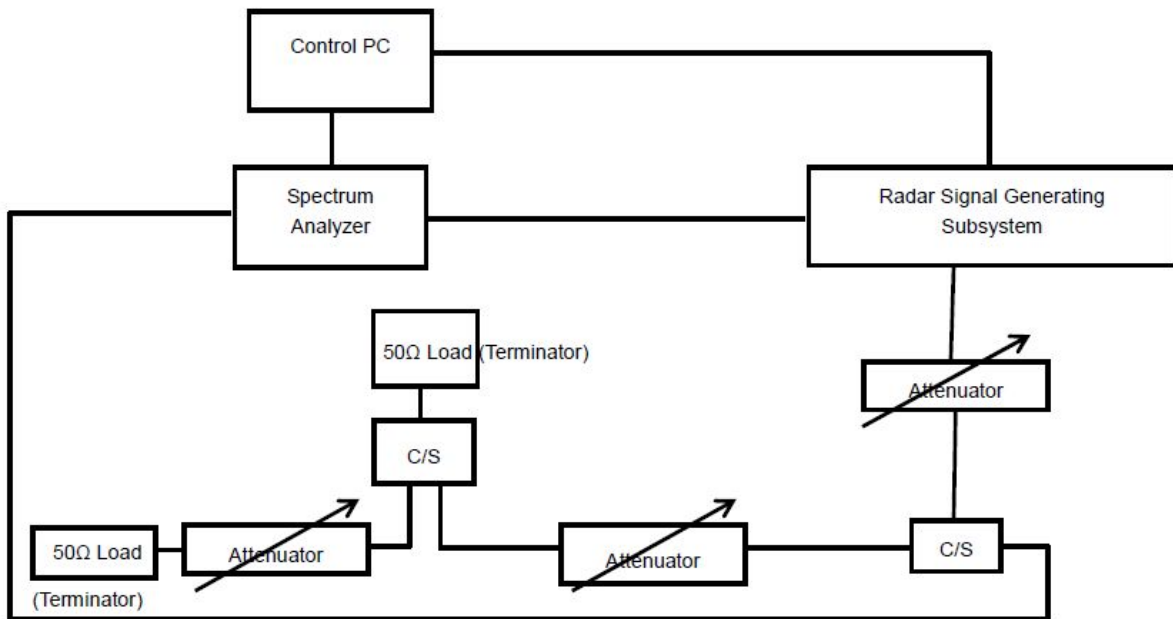 Control PC
Spectrum
Analyzer
Radar Signal Generating
Subsystem
50Ω Load (Terminator)
Attenuator
C/S
50Ω Load
(Terminator)
Attenuator
Attenuator
C/S